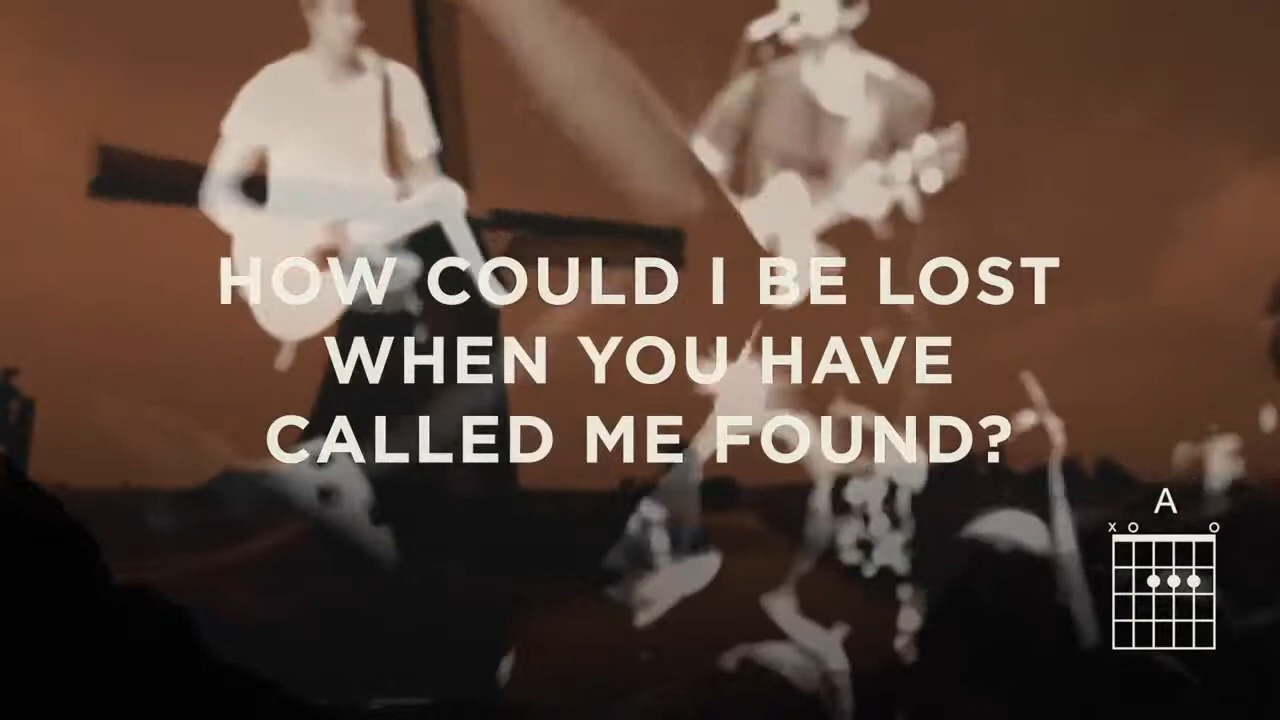 HOW COULD I BE LOST
WHEN YOU HAVE
CALLED ME FOUND?
A
x o o